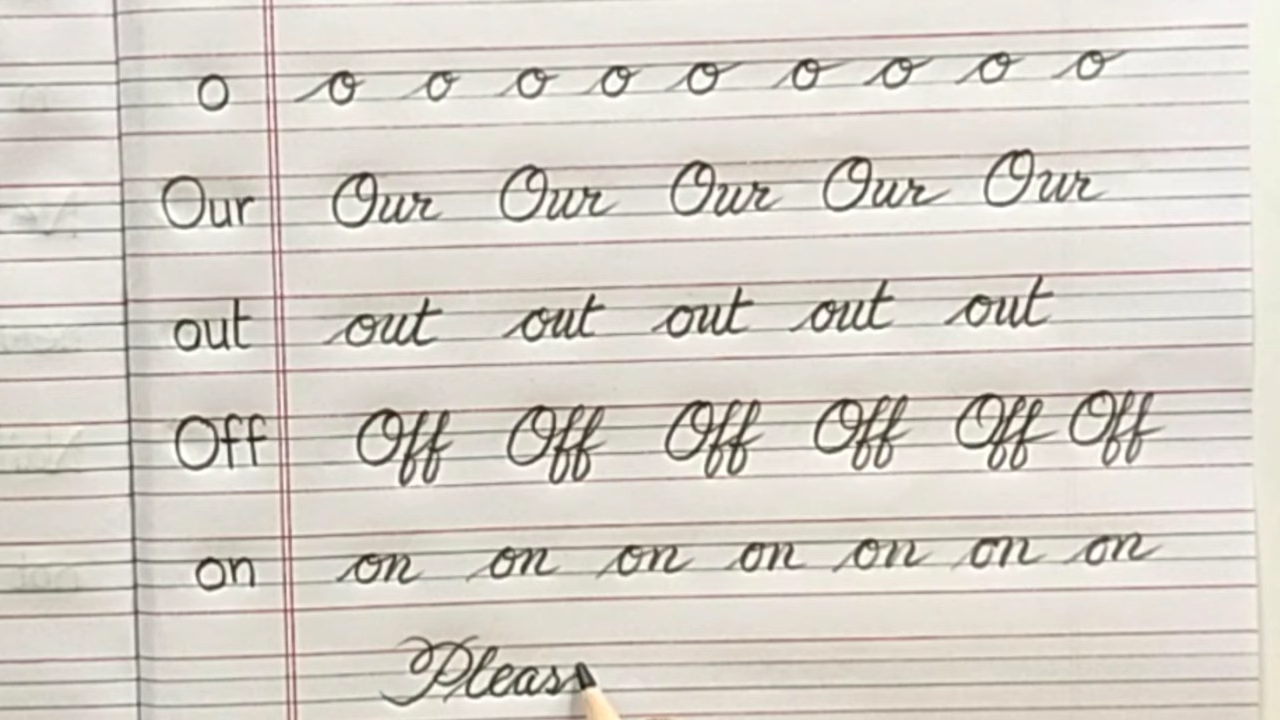 o o o o o o o o o o
Our Our Our Our Our Our
out out out out out out
Off Off Off Off Off Off Off
on on on on on on on on
Pleas